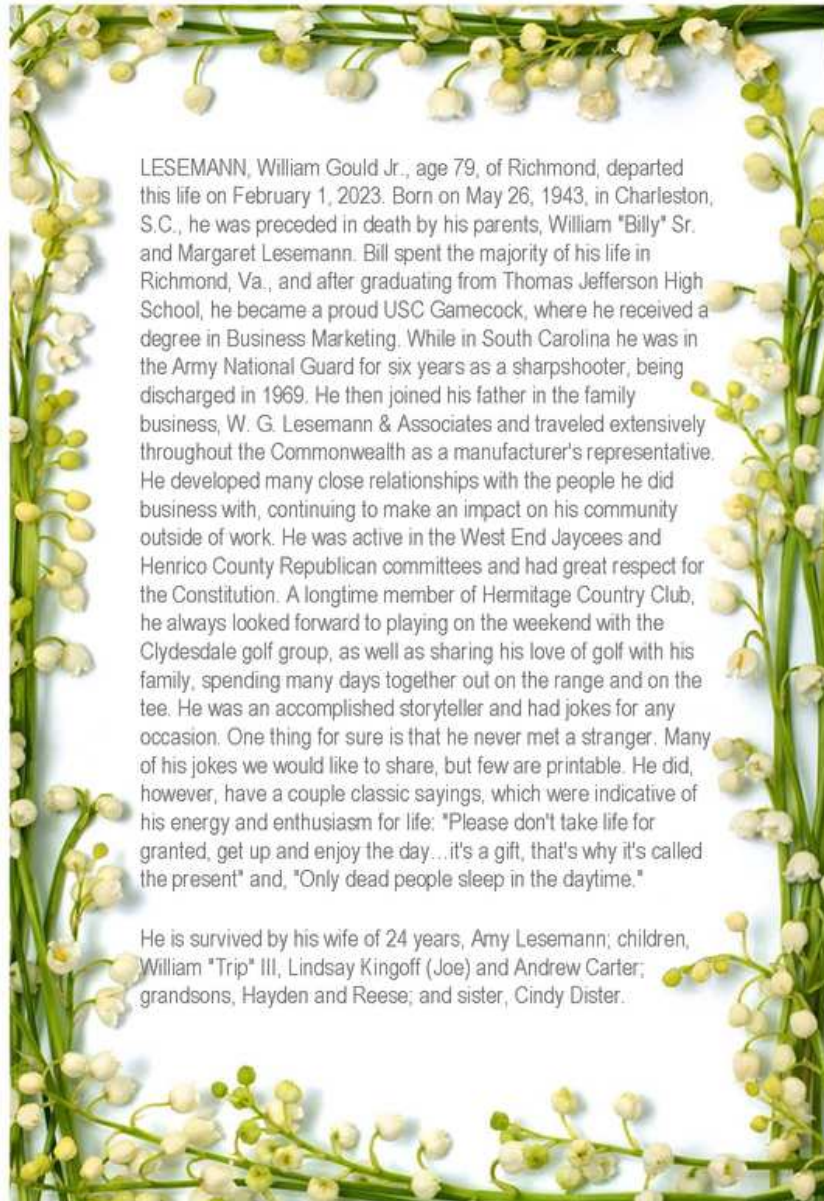 LESEMANN, William Gould Jr., age 79, of Richmond, departed
this life on February 1, 2023. Born on May 26, 1943, in Charleston,
S.C., he was preceded in death by his parents, William "Billy" Sr.
and Margaret Lesemann. Bill spent the majority of his life in
Richmond, Va., and after graduating from Thomas Jefferson High
School, he became a proud USC Gamecock, where he received a
degree in Business Marketing. While in South Carolina he was in
the Army National Guard for six years as a sharpshooter, being
discharged in 1969. He then joined his father in the family
business, W. G. Lesemann & Associates and traveled extensively
throughout the Commonwealth as a manufacturer's representative.
He developed many close relationships with the people he did
business with, continuing to make an impact on his community
outside of work. He was active in the West End Jaycees and
Henrico County Republican committees and had great respect for
the Constitution. A longtime member of Hermitage Country Club,
he always looked forward to playing on the weekend with the
Clydesdale golf group, as well as sharing his love of golf with his
family, spending many days together out on the range and on the
tee. He was an accomplished storyteller and had jokes for any
occasion. One thing for sure is that he never met a stranger. Many
of his jokes we would like to share, but few are printable. He did,
however, have a couple classic sayings, which were indicative of
his energy and enthusiasm for life: "Please don't take life for
granted, get up and enjoy the day…it's a gift, that's why it's called
the present" and, "Only dead people sleep in the daytime."
He is survived by his wife of 24 years, Amy Lesemann; children,
William "Trip" III, Lindsay Kingoff (Joe) and Andrew Carter;
grandsons, Hayden and Reese; and sister, Cindy Dister.